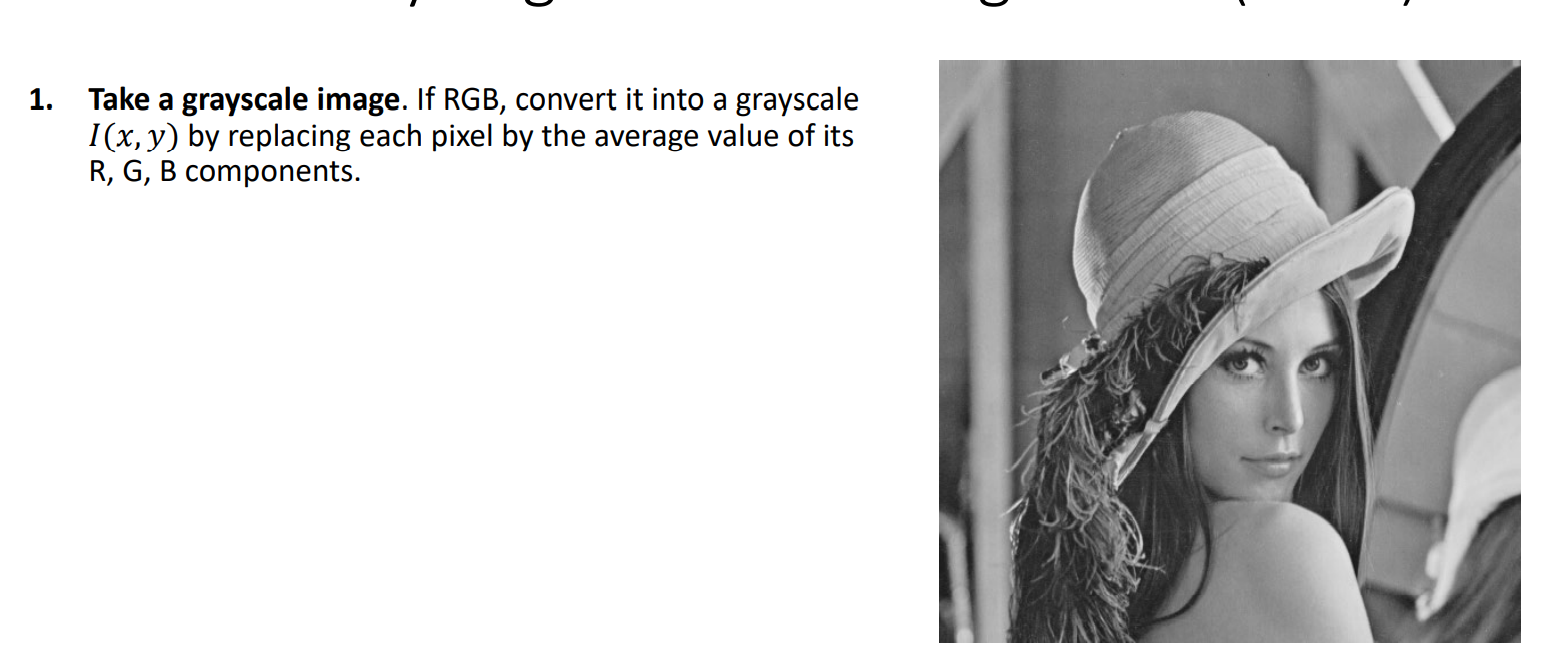 1. Take a grayscale image. If RGB, convert it into a grayscale
I(x, y) by replacing each pixel by the average value of its
R, G, B components.